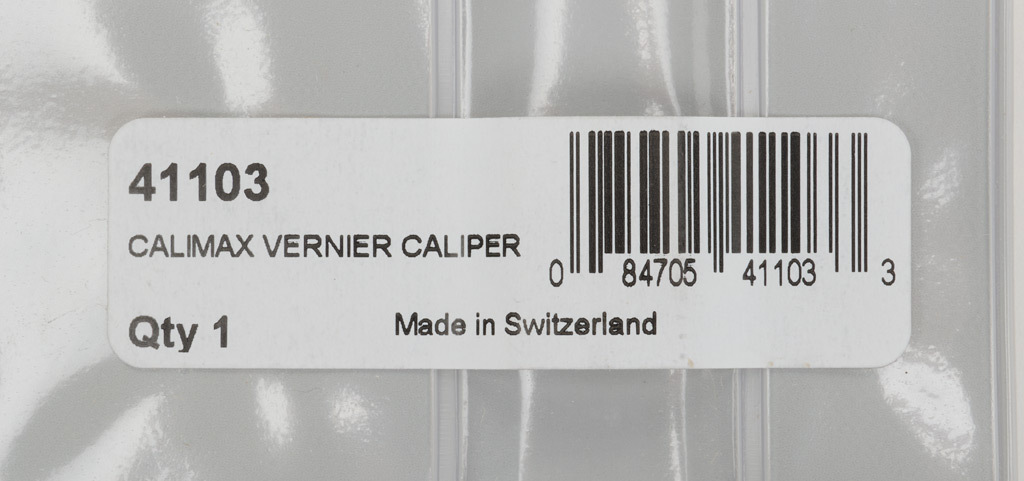 41103
CALIMAX VERNIER CALIPER
0 84705 41103 3
Qty 1
Made in Switzerland